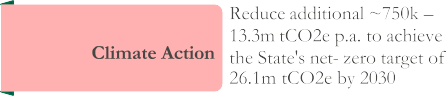 Climate Action
Reduce additional ~750k –
13.3m tCO2e p.a. to achieve
the State's net- zero target of
26.1m tCO2e by 2030